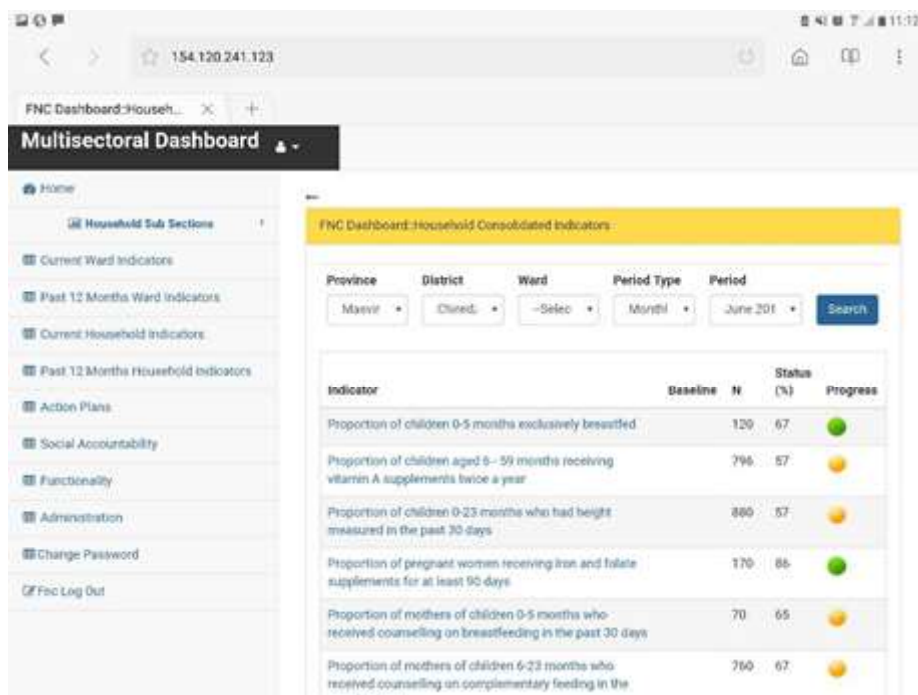 11:12
154.120.241.123
FNC Dashboard::Househ...
Multisectoral Dashboard
Home
Household Sub Sections
Current Ward Indicators
Past 12 Months Ward Indicators
Current Household Indicators
Past 12 Months Household Indicators
Action Plans
Social Accountability
Functionality
Administration
Change Password
Fnc Log Out
FNC Dashboard::Household Consolidated Indicators
Province District Ward Period Type Period
Masvir --Selec Monthl June 201 Search
Indicator Baseline N Status (%) Progress
Proportion of children 0-5 months exclusively breastfed 120 67
Proportion of children aged 6-- 59 months receiving 796 57
vitamin A supplements twice a year
Proportion of children 0-23 months who had height 880 57
measured in the past 30 days
Proportion of pregnant women receiving iron and folate 170 86
supplements for at least 90 days
Proportion of mothers of children 0-5 months who 70 65
received counselling on breastfeeding in the past 30 days
Proportion of mothers of children 6-23 months who 760 67
received counselling on complementary feeding in the